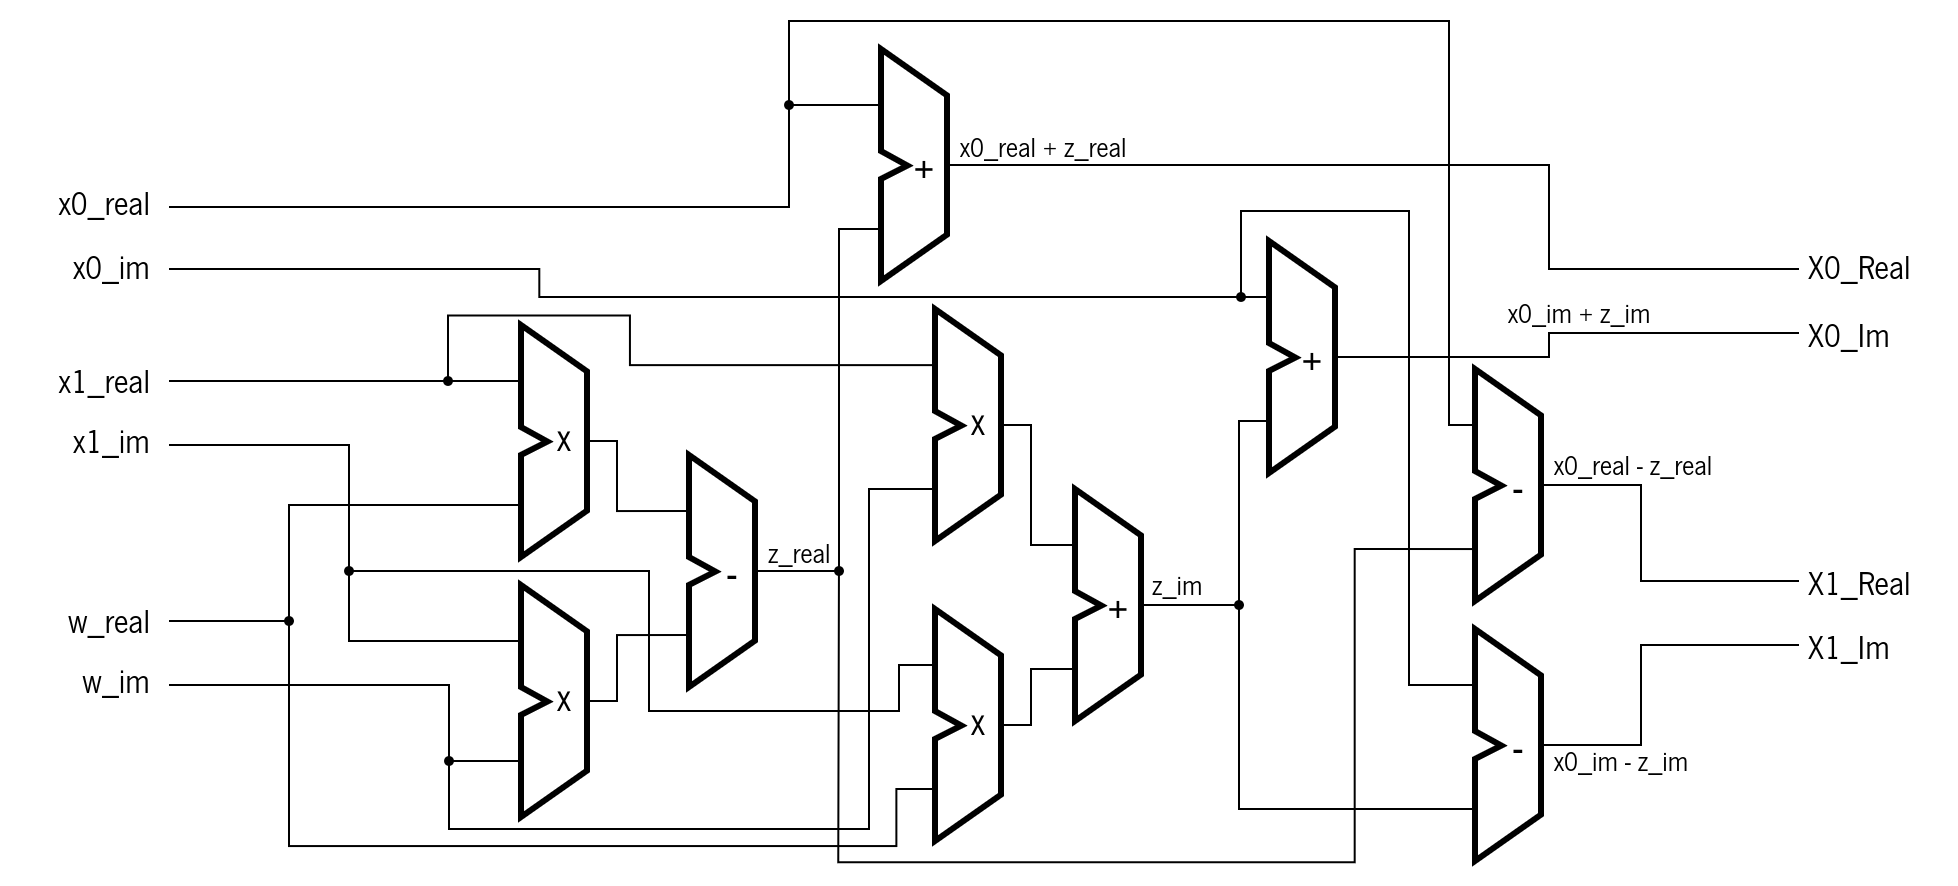 x0_real
x0_im
x1_real
x1_im
w_real
w_im
+
x0_real + z_real
X
X
-
z_real
X
X
+
z_im
+
x0_im + z_im
-
x0_real - z_real
-
x0_im - z_im
X0_Real
X0_Im
X1_Real
X1_Im